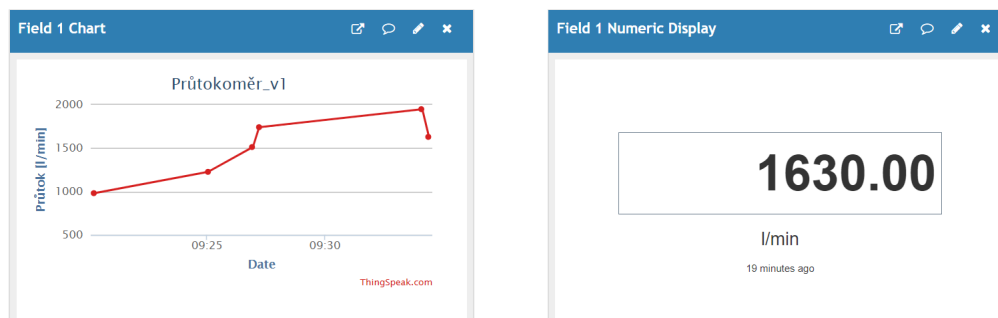 Field 1 Chart
Průtokoměr_v1
Průtok [l/min]
2000
1500
1000
500
09:25
09:30
Date
ThingSpeak.com
Field 1 Numeric Display
1630.00
l/min
19 minutes ago